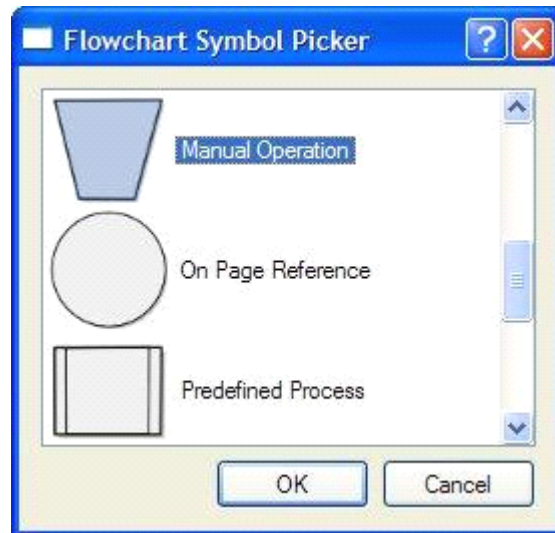 Flowchart Symbol Picker
Manual Operation
On Page Reference
Predefined Process
OK
Cancel